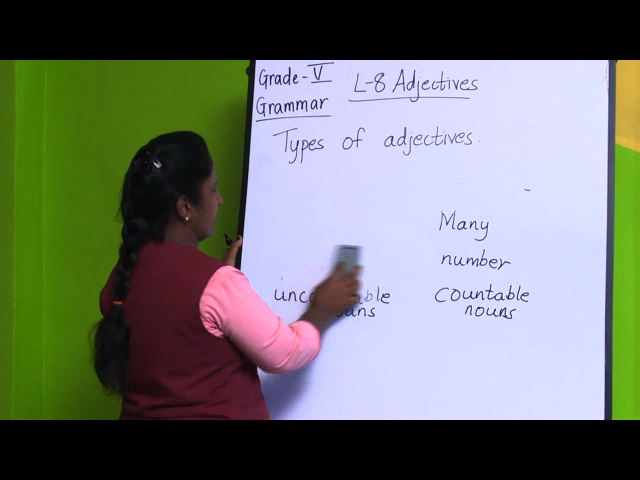 Grade - V
Grammar
L-8 Adjectives
Types of adjectives.
Many
number
countable
nouns